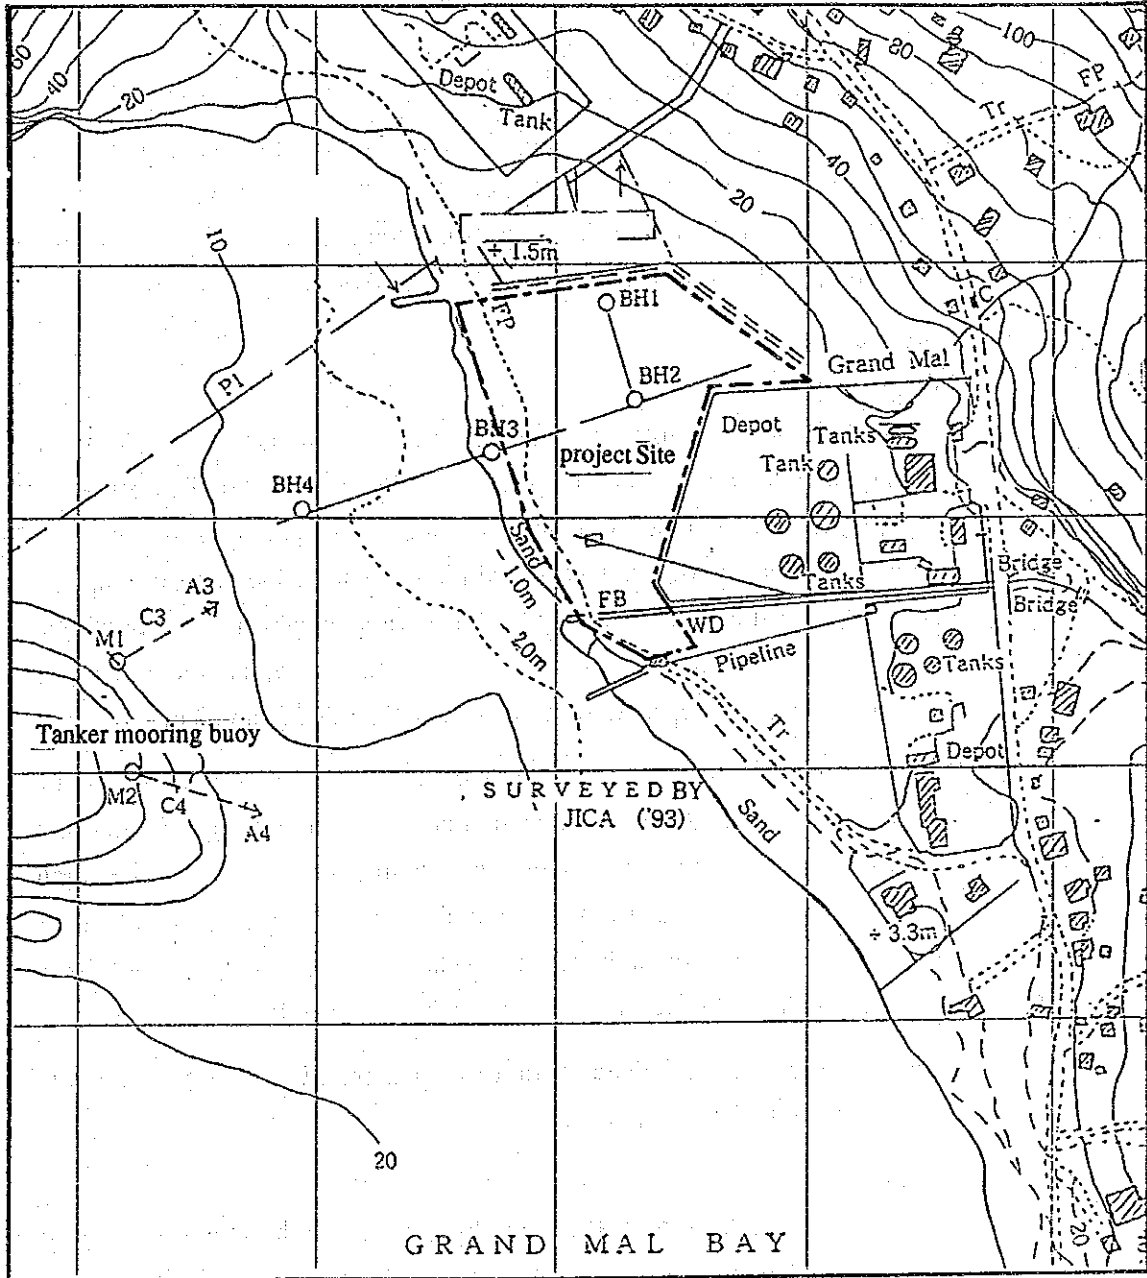 60
40
20
Depot
Tank
80
100
FP
Tr
40
20
10
+ 1.5m
FP
BH1
C
P1
BH2
Grand Mal
BH3
Depot
Tanks
project Site
Tank
BH4
Sand
- 1.0m
Bridge
Tanks
A3
C3
FB
Bridge
M1
- 2.0m
WD
Pipeline
Tanks
Tanker mooring buoy
Tr
Depot
M2
C4
A4
SURVEYED BY
JICA ('93)
Sand
+ 3.3m
20
20
GRAND MAL BAY